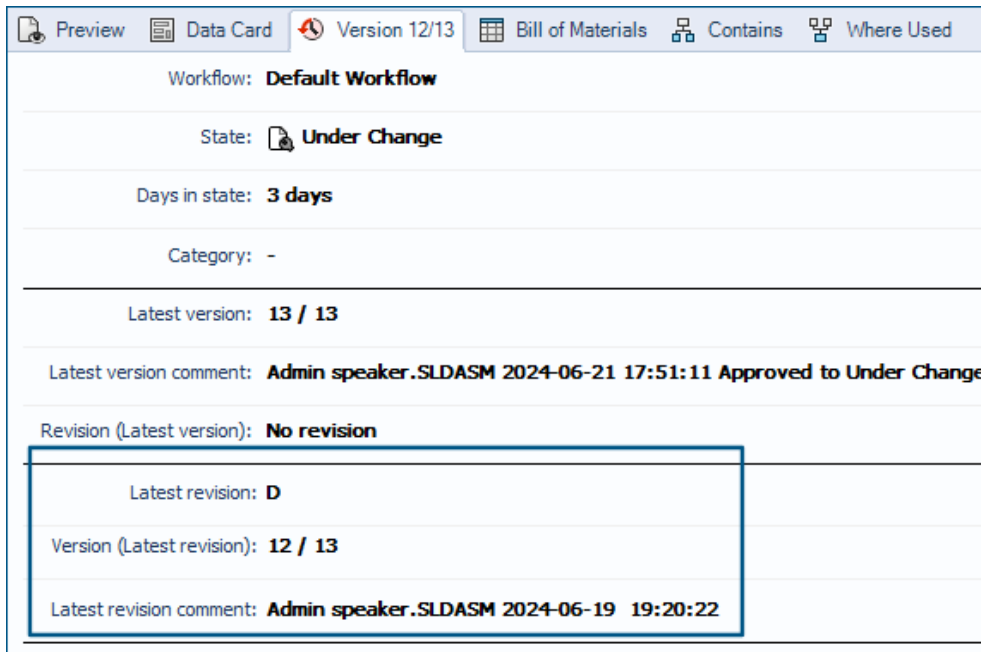 Preview Data Card Version 12/13 Bill of Materials Contains Where Used
Workflow: Default Workflow
State: Under Change
Days in state: 3 days
Category: -
Latest version: 13 / 13
Latest version comment: Admin speaker.SLDASM 2024-06-21 17:51:11 Approved to Under Change
Revision (Latest version): No revision
Latest revision: D
Version (Latest revision): 12 / 13
Latest revision comment: Admin speaker.SLDASM 2024-06-19 19:20:22